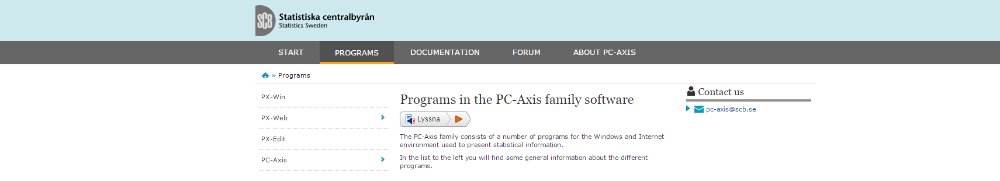 SCB
Statistiska centralbyrån
Statistics Sweden
START
PROGRAMS
DOCUMENTATION
FORUM
ABOUT PC-AXIS
» Programs
PX-Win
PX-Web
PX-Edit
PC-Axis
Programs in the PC-Axis family software
Lyssna
The PC-Axis family consists of a number of programs for the Windows and Internet
environment used to present statistical information.
In the list to the left you will find some general information about the different
programs.
Contact us
pc-axis@scb.se